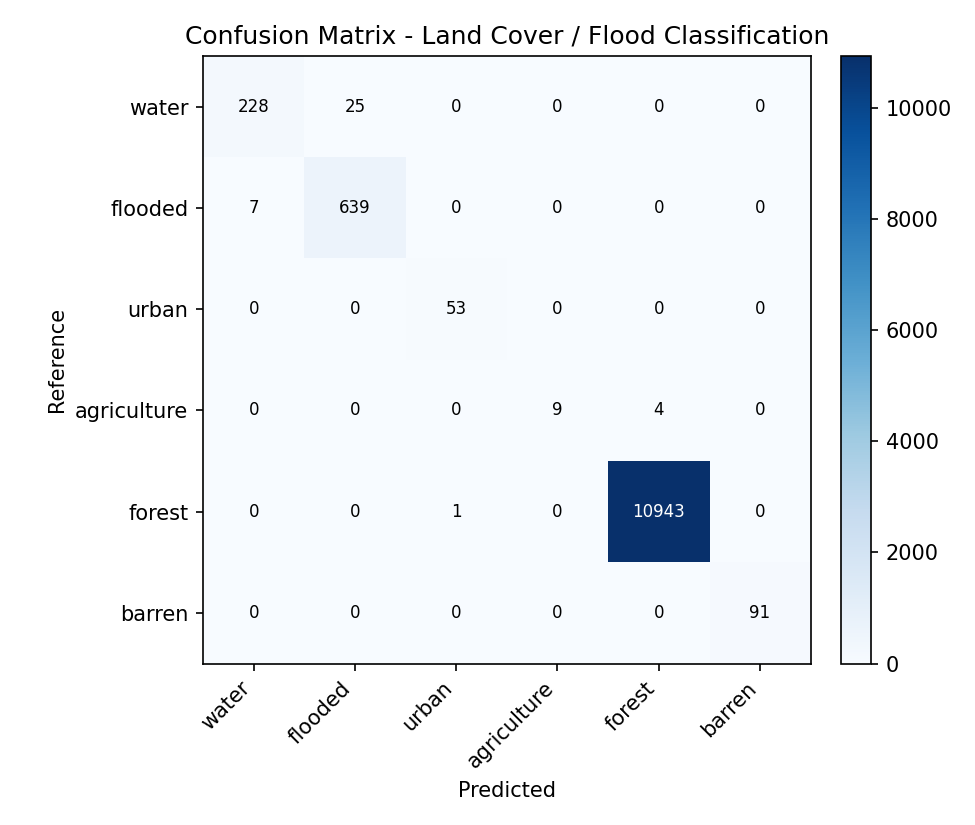 Confusion Matrix - Land Cover / Flood Classification
water 228 25 0 0 0 0
flooded 7 639 0 0 0 0
urban 0 0 53 0 0 0
agriculture 0 0 0 9 4 0
forest 0 0 1 0 10943 0
barren 0 0 0 0 0 91
Reference
water flooded urban agriculture forest barren
Predicted
10000
8000
6000
4000
2000
0